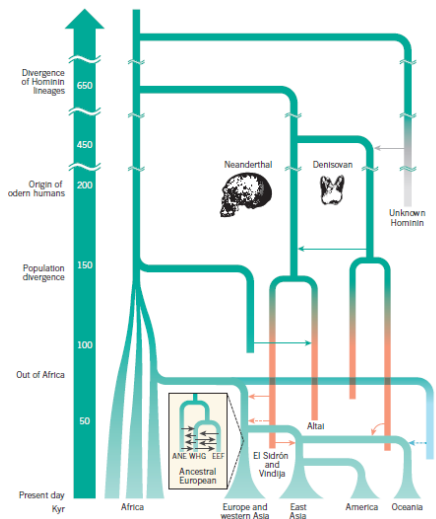 Divergence
of Hominin
lineages
650
450
Neanderthal
Denisovan
Origin of
odern humans
200
Unknown
Hominin
Population
divergence
150
100
Out of Africa
50
Altai
ANE WHG EEF
Ancestral
European
El Sidrón
and
Vindija
Present day
Kyr
Africa
Europe and
western Asia
East
Asia
America
Oceania